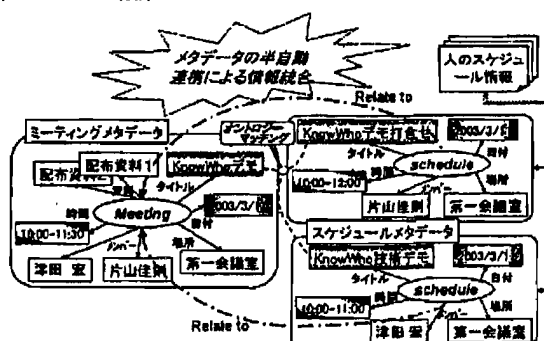 メタデータの半自動
連携による情報統合
人のスケジュ
ール情報
Relate to
ミーティングメタデータ
オントロジー
マッチング
配布資料1
配布資料2
KnowWhoデモ
タイトル
時間
Meeting
10:00-11:30
日付
メンバー
場所
津田 宏
片山佳則
第一会議室
KnowWhoデモ打合せ
タイトル
schedule
日付
時間
10:00-12:00
メンバー
場所
片山佳則
第一会議室
スケジュールメタデータ
KnowWho技術デモ
タイトル
schedule
日付
時間
10:00-11:00
メンバー
場所
津田 宏
第一会議室
Relate to